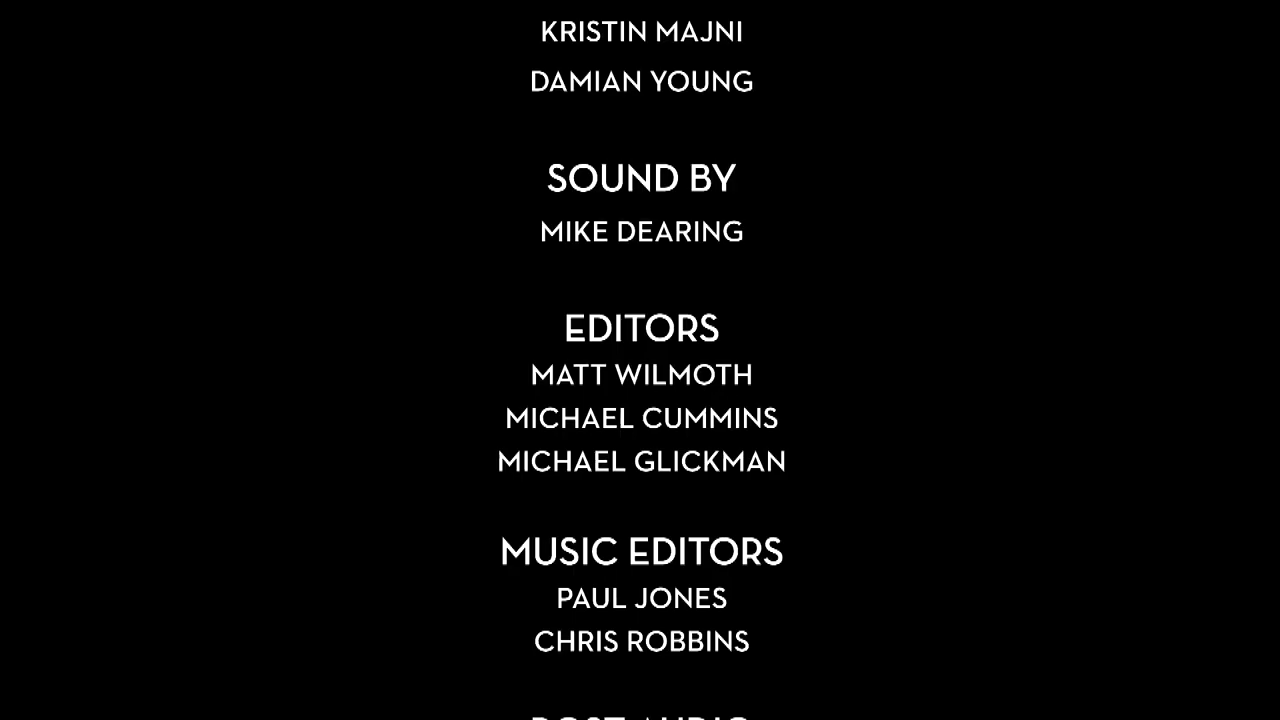 KRISTIN MAJNI
DAMIAN YOUNG
SOUND BY
MIKE DEARING
EDITORS
MATT WILMOTH
MICHAEL CUMMINS
MICHAEL GLICKMAN
MUSIC EDITORS
PAUL JONES
CHRIS ROBBINS